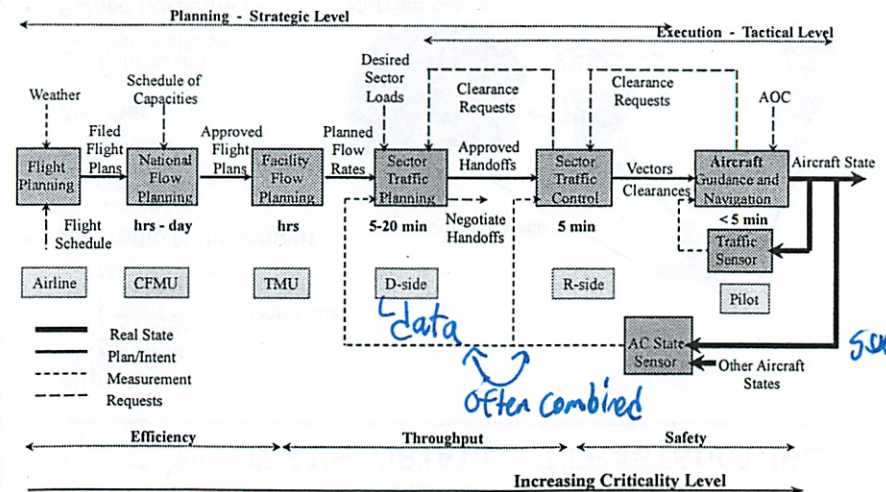 Planning - Strategic Level
Execution - Tactical Level
Desired
Sector
Loads
Weather
Schedule of
Capacities
Clearance
Requests
Clearance
Requests
AOC
Filed
Flight
Plans
Approved
Flight
Plans
Planned
Flow
Rates
Approved
Handoffs
Vectors
Clearances
Aircraft State
Flight
Planning
National
Flow
Planning
Facility
Flow
Planning
Sector
Traffic
Planning
Sector
Traffic
Control
Aircraft
Guidance and
Navigation
Flight
Schedule
hrs - day
hrs
5-20 min
Negotiate
Handoffs
5 min
< 5 min
Traffic
Sensor
Airline
CFMU
TMU
D-side
R-side
Pilot
data
Real State
Plan/Intent
Measurement
Requests
AC State
Sensor
Other Aircraft
States
often combined
Efficiency
Throughput
Safety
Increasing Criticality Level